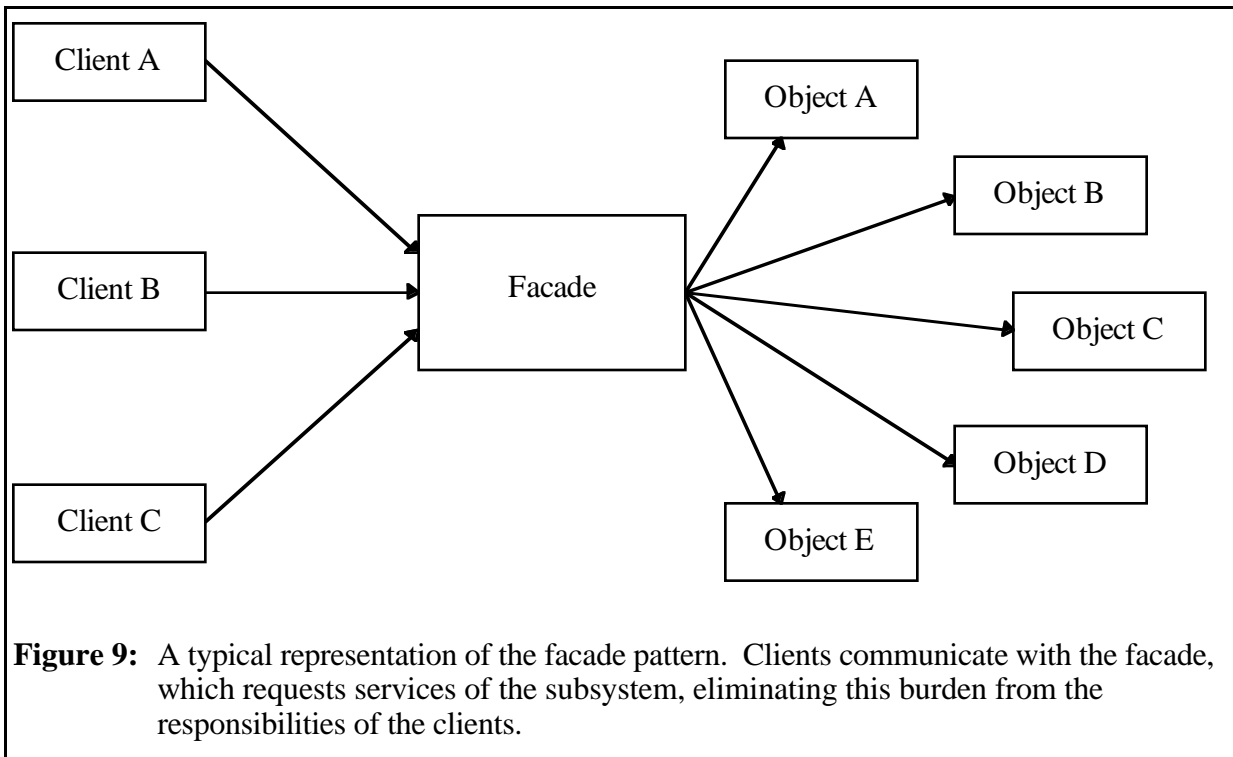 Client A
Object A
Object B
Client B
Facade
Object C
Object D
Client C
Object E
Figure 9: A typical representation of the facade pattern. Clients communicate with the facade,
which requests services of the subsystem, eliminating this burden from the
responsibilities of the clients.